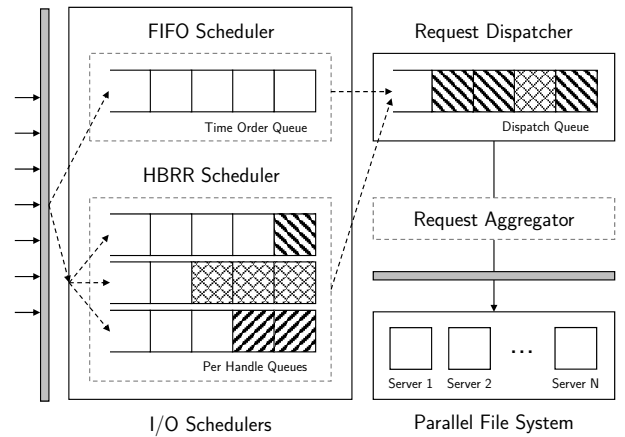 FIFO Scheduler
Time Order Queue
HBRR Scheduler
Per Handle Queues
I/O Schedulers
Request Dispatcher
Dispatch Queue
Request Aggregator
...
Server 1
Server 2
Server N
Parallel File System